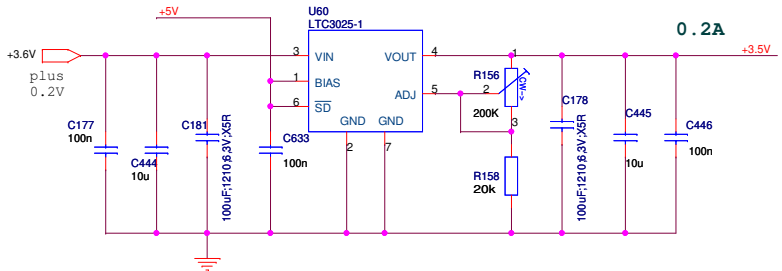 U60
LTC3025-1
+5V
0.2A
+3.6V
3
VIN
VOUT
4
1
+3.5V
plus
0.2V
1
BIAS
R156
CW->
ADJ
5
2
200K
6
SD
C177
100n
C181
100uF;1210;6.3V;X5R
C633
100n
GND
GND
3
C178
100uF;1210;6.3V;X5R
C445
10u
C446
100n
C444
10u
2
7
R158
20k